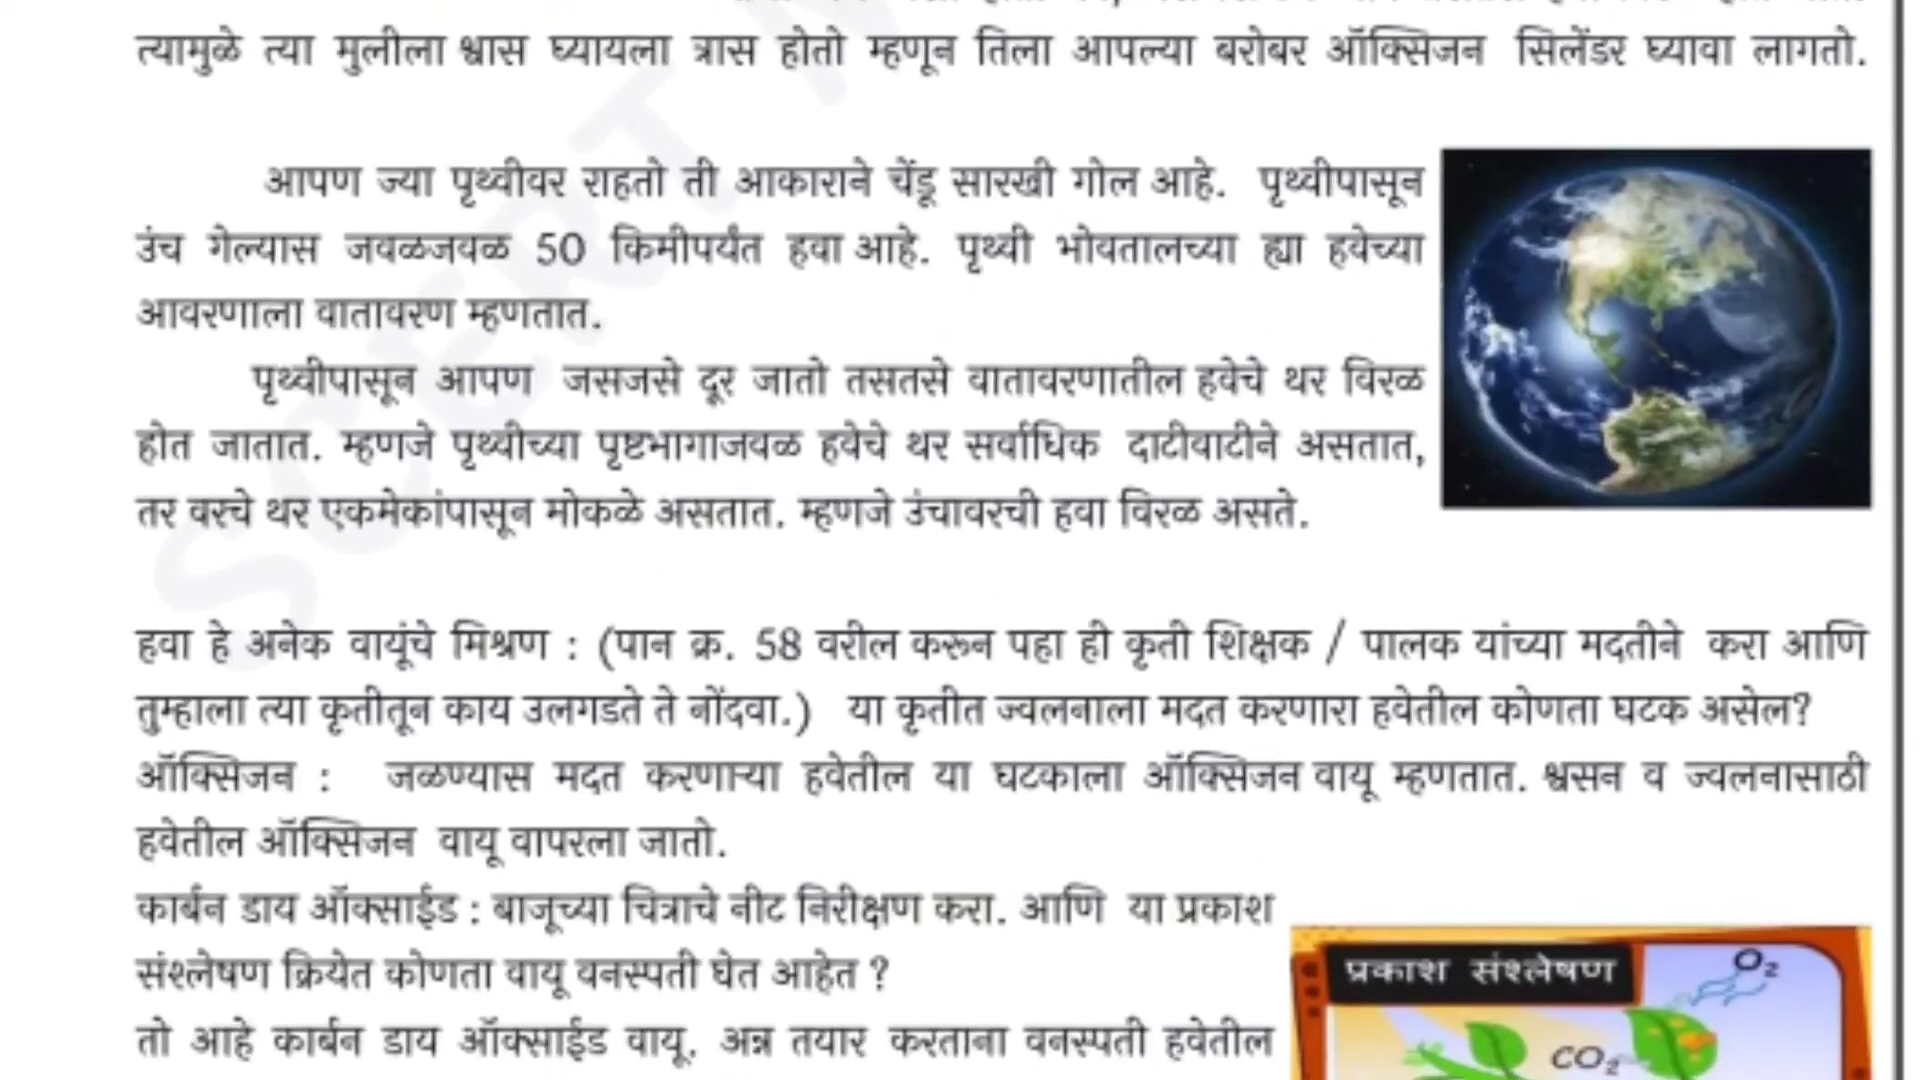 त्यामुळे त्या मुलीला श्वास घ्यायला त्रास होतो म्हणून तिला आपल्या बरोबर ऑक्सिजन सिलेंडर घ्यावा लागतो.
आपण ज्या पृथ्वीवर राहतो ती आकाराने चेंडू सारखी गोल आहे. पृथ्वीपासून
उंच गेल्यास जवळजवळ 50 किमीपर्यंत हवा आहे. पृथ्वी भोवतालच्या ह्या हवेच्या
आवरणाला वातावरण म्हणतात.
पृथ्वीपासून आपण जसजसे दूर जातो तसतसे वातावरणातील हवेचे थर विरळ
होत जातात. म्हणजे पृथ्वीच्या पृष्टभागाजवळ हवेचे थर सर्वाधिक दाटीवाटीने असतात,
तर वरचे थर एकमेकांपासून मोकळे असतात. म्हणजे उंचावरची हवा विरळ असते.
हवा हे अनेक वायूंचे मिश्रण : (पान क्र. 58 वरील करून पहा ही कृती शिक्षक / पालक यांच्या मदतीने करा आणि
तुम्हाला त्या कृतीतून काय उलगडते ते नोंदवा.) या कृतीत ज्वलनाला मदत करणारा हवेतील कोणता घटक असेल?
ऑक्सिजन : जळण्यास मदत करणाऱ्या हवेतील या घटकाला ऑक्सिजन वायू म्हणतात. श्वसन व ज्वलनासाठी
हवेतील ऑक्सिजन वायू वापरला जातो.
कार्बन डाय ऑक्साईड : बाजूच्या चित्राचे नीट निरीक्षण करा. आणि या प्रकाश
संश्लेषण क्रियेत कोणता वायू वनस्पती घेत आहेत ?
तो आहे कार्बन डाय ऑक्साईड वायू. अन्न तयार करताना वनस्पती हवेतील
प्रकाश संश्लेषण
O₂
CO₂
SCERT